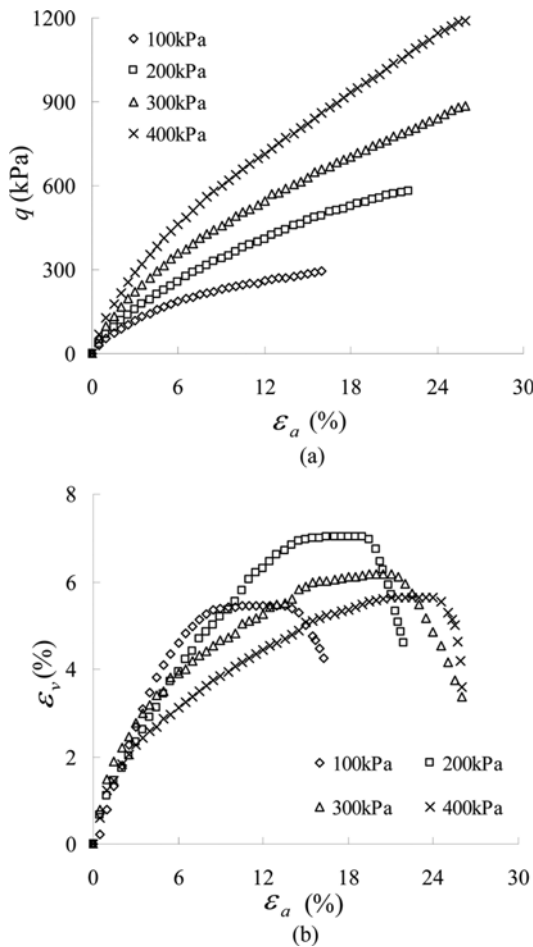 1200
900
600
300
0
q (kPa)
100kPa
200kPa
300kPa
400kPa
0 6 12 18 24 30
εa (%)
(a)
8
6
4
2
0
εv (%)
100kPa 200kPa
300kPa 400kPa
0 6 12 18 24 30
εa (%)
(b)